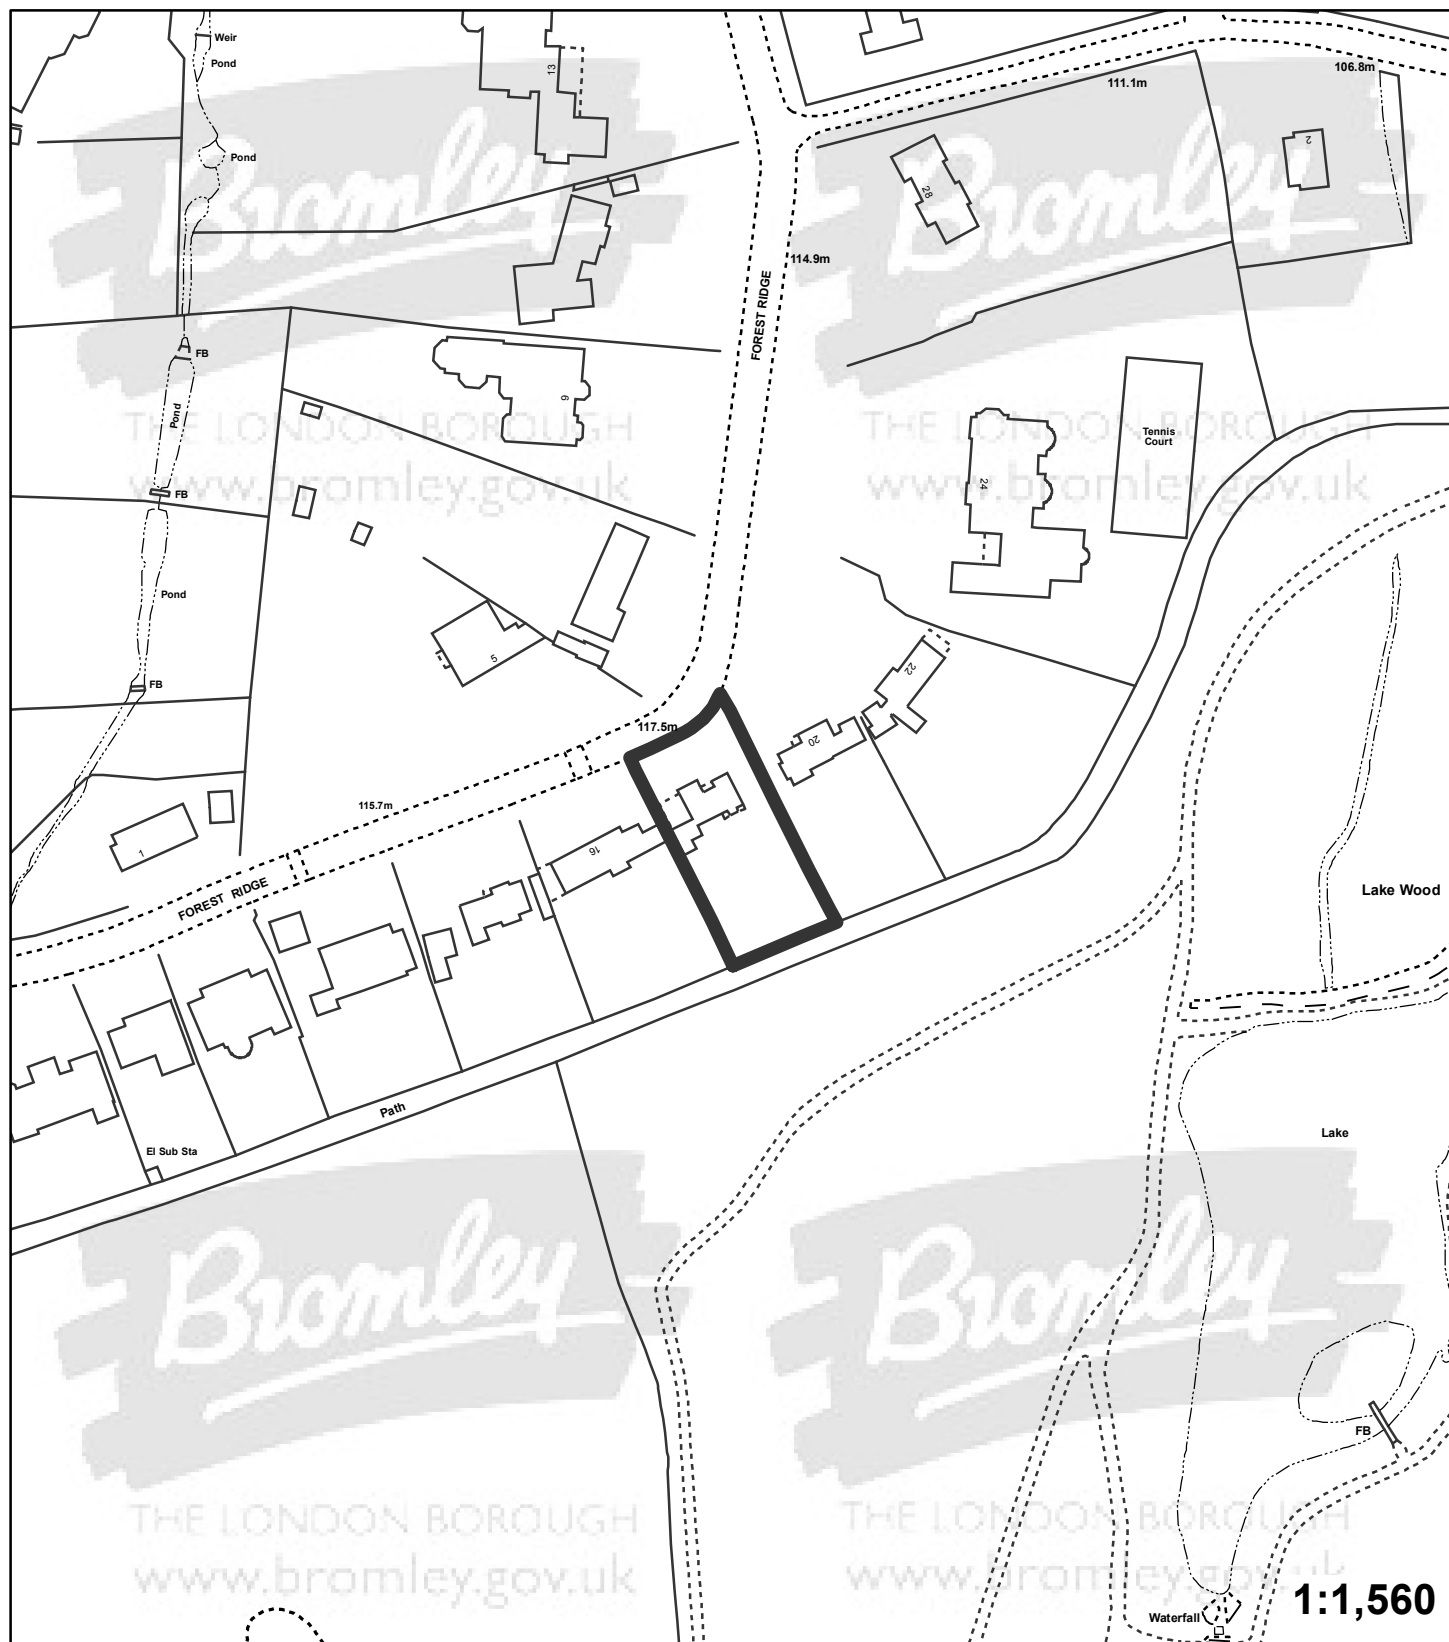 Weir
Pond
13
106.8m
111.1m
2
Pond
28
114.9m
FOREST RIDGE
FB
9
Pond
Tennis
Court
24
FB
Pond
5
22
FB
117.5m
20
115.7m
16
1
FOREST RIDGE
Lake Wood
Path
El Sub Sta
Lake
FB
Waterfall
1:1,560
Bromley
THE LONDON BOROUGH
www.bromley.gov.uk
Bromley
THE LONDON BOROUGH
www.bromley.gov.uk
Bromley
THE LONDON BOROUGH
www.bromley.gov.uk
Bromley
THE LONDON BOROUGH
www.bromley.gov.uk